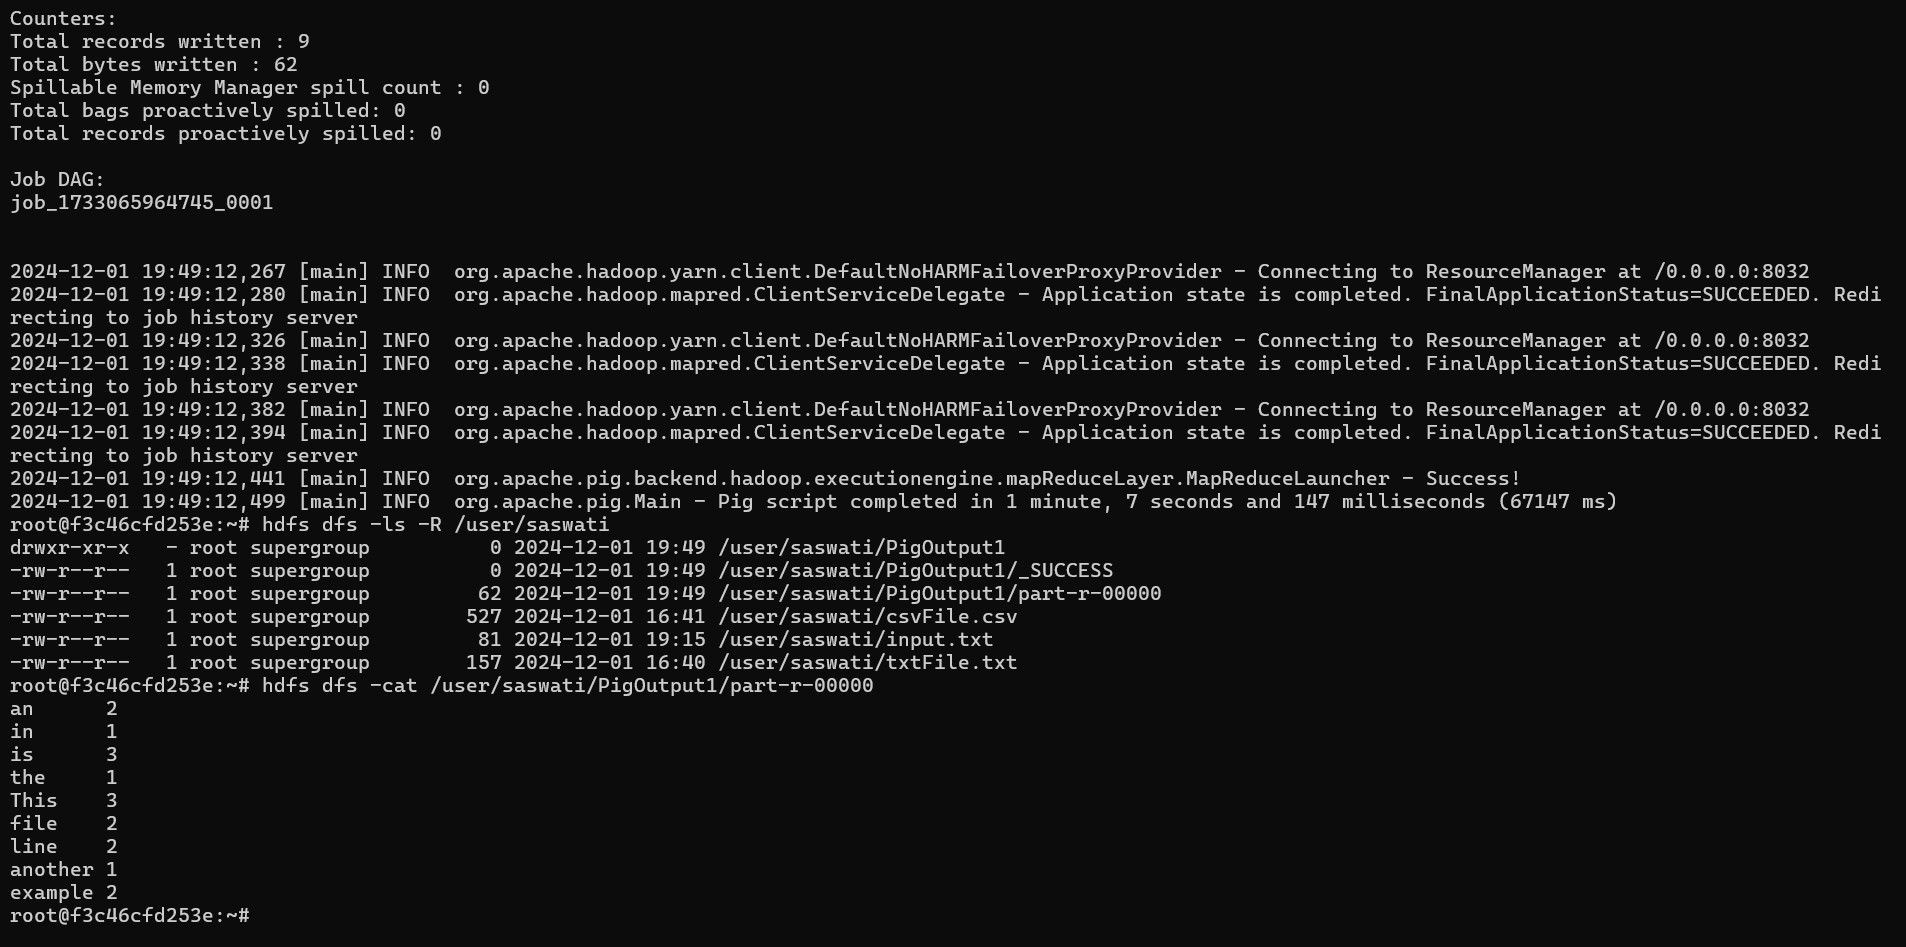 Counters:
Total records written : 9
Total bytes written : 62
Spillable Memory Manager spill count : 0
Total bags proactively spilled: 0
Total records proactively spilled: 0
Job DAG:
job_1733065964745_0001
2024-12-01 19:49:12,267 [main] INFO  org.apache.hadoop.yarn.client.DefaultNoHARMFailoverProxyProvider - Connecting to ResourceManager at /0.0.0.0:8032
2024-12-01 19:49:12,280 [main] INFO  org.apache.hadoop.mapred.ClientServiceDelegate - Application state is completed. FinalApplicationStatus=SUCCEEDED. Redi
recting to job history server
2024-12-01 19:49:12,326 [main] INFO  org.apache.hadoop.yarn.client.DefaultNoHARMFailoverProxyProvider - Connecting to ResourceManager at /0.0.0.0:8032
2024-12-01 19:49:12,338 [main] INFO  org.apache.hadoop.mapred.ClientServiceDelegate - Application state is completed. FinalApplicationStatus=SUCCEEDED. Redi
recting to job history server
2024-12-01 19:49:12,382 [main] INFO  org.apache.hadoop.yarn.client.DefaultNoHARMFailoverProxyProvider - Connecting to ResourceManager at /0.0.0.0:8032
2024-12-01 19:49:12,394 [main] INFO  org.apache.hadoop.mapred.ClientServiceDelegate - Application state is completed. FinalApplicationStatus=SUCCEEDED. Redi
recting to job history server
2024-12-01 19:49:12,441 [main] INFO  org.apache.pig.backend.hadoop.executionengine.mapReduceLayer.MapReduceLauncher - Success!
2024-12-01 19:49:12,499 [main] INFO  org.apache.pig.Main - Pig script completed in 1 minute, 7 seconds and 147 milliseconds (67147 ms)
root@f3c46cfd253e:~# hdfs dfs -ls -R /user/saswati
drwxr-xr-x   - root supergroup          0 2024-12-01 19:49 /user/saswati/PigOutput1
-rw-r--r--   1 root supergroup          0 2024-12-01 19:49 /user/saswati/PigOutput1/_SUCCESS
-rw-r--r--   1 root supergroup         62 2024-12-01 19:49 /user/saswati/PigOutput1/part-r-00000
-rw-r--r--   1 root supergroup        527 2024-12-01 16:41 /user/saswati/csvFile.csv
-rw-r--r--   1 root supergroup         81 2024-12-01 19:15 /user/saswati/input.txt
-rw-r--r--   1 root supergroup        157 2024-12-01 16:40 /user/saswati/txtFile.txt
root@f3c46cfd253e:~# hdfs dfs -cat /user/saswati/PigOutput1/part-r-00000
an      2
in      1
is      3
the     1
This    3
file    2
line    2
another 1
example 2
root@f3c46cfd253e:~#